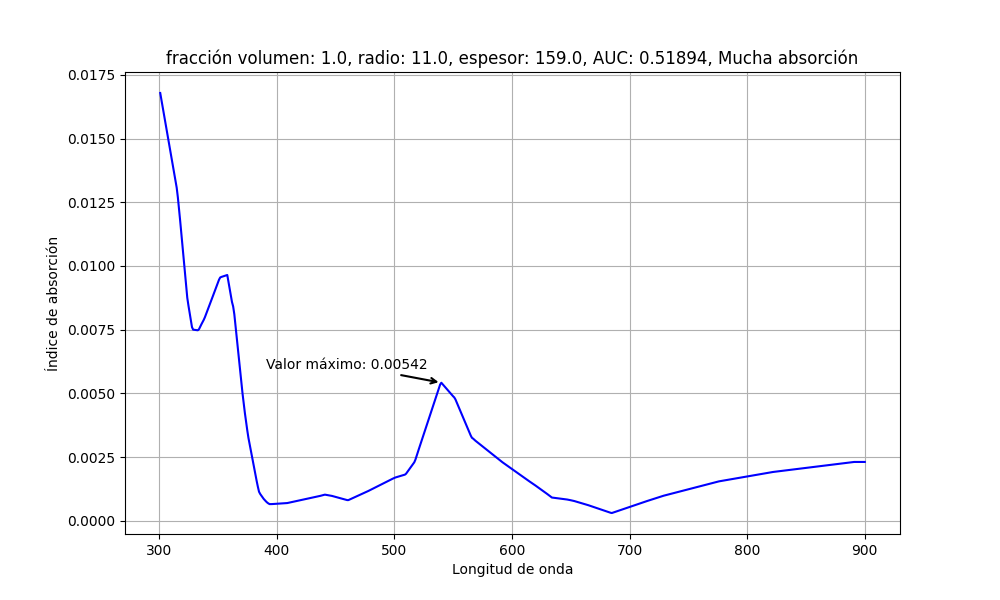 fracción volumen: 1.0, radio: 11.0, espesor: 159.0, AUC: 0.51894, Mucha absorción
0.0175
0.0150
0.0125
0.0100
0.0075
0.0050
0.0025
0.0000
Índice de absorción
Valor máximo: 0.00542
300 400 500 600 700 800 900
Longitud de onda